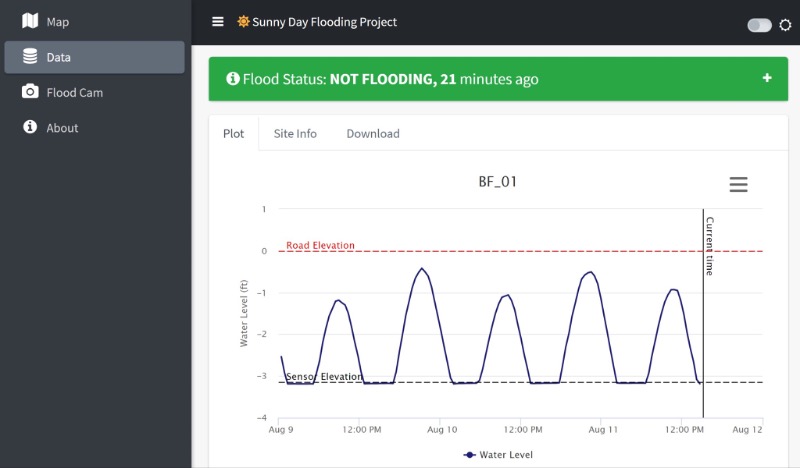 Map
Data
Flood Cam
About
Sunny Day Flooding Project
Flood Status: NOT FLOODING, 21 minutes ago
+
Plot Site Info Download
BF_01
Water Level (ft)
1
0
-1
-2
-3
-4
Road Elevation
Sensor Elevation
Current time
Aug 9 12:00 PM Aug 10 12:00 PM Aug 11 12:00 PM Aug 12
Water Level